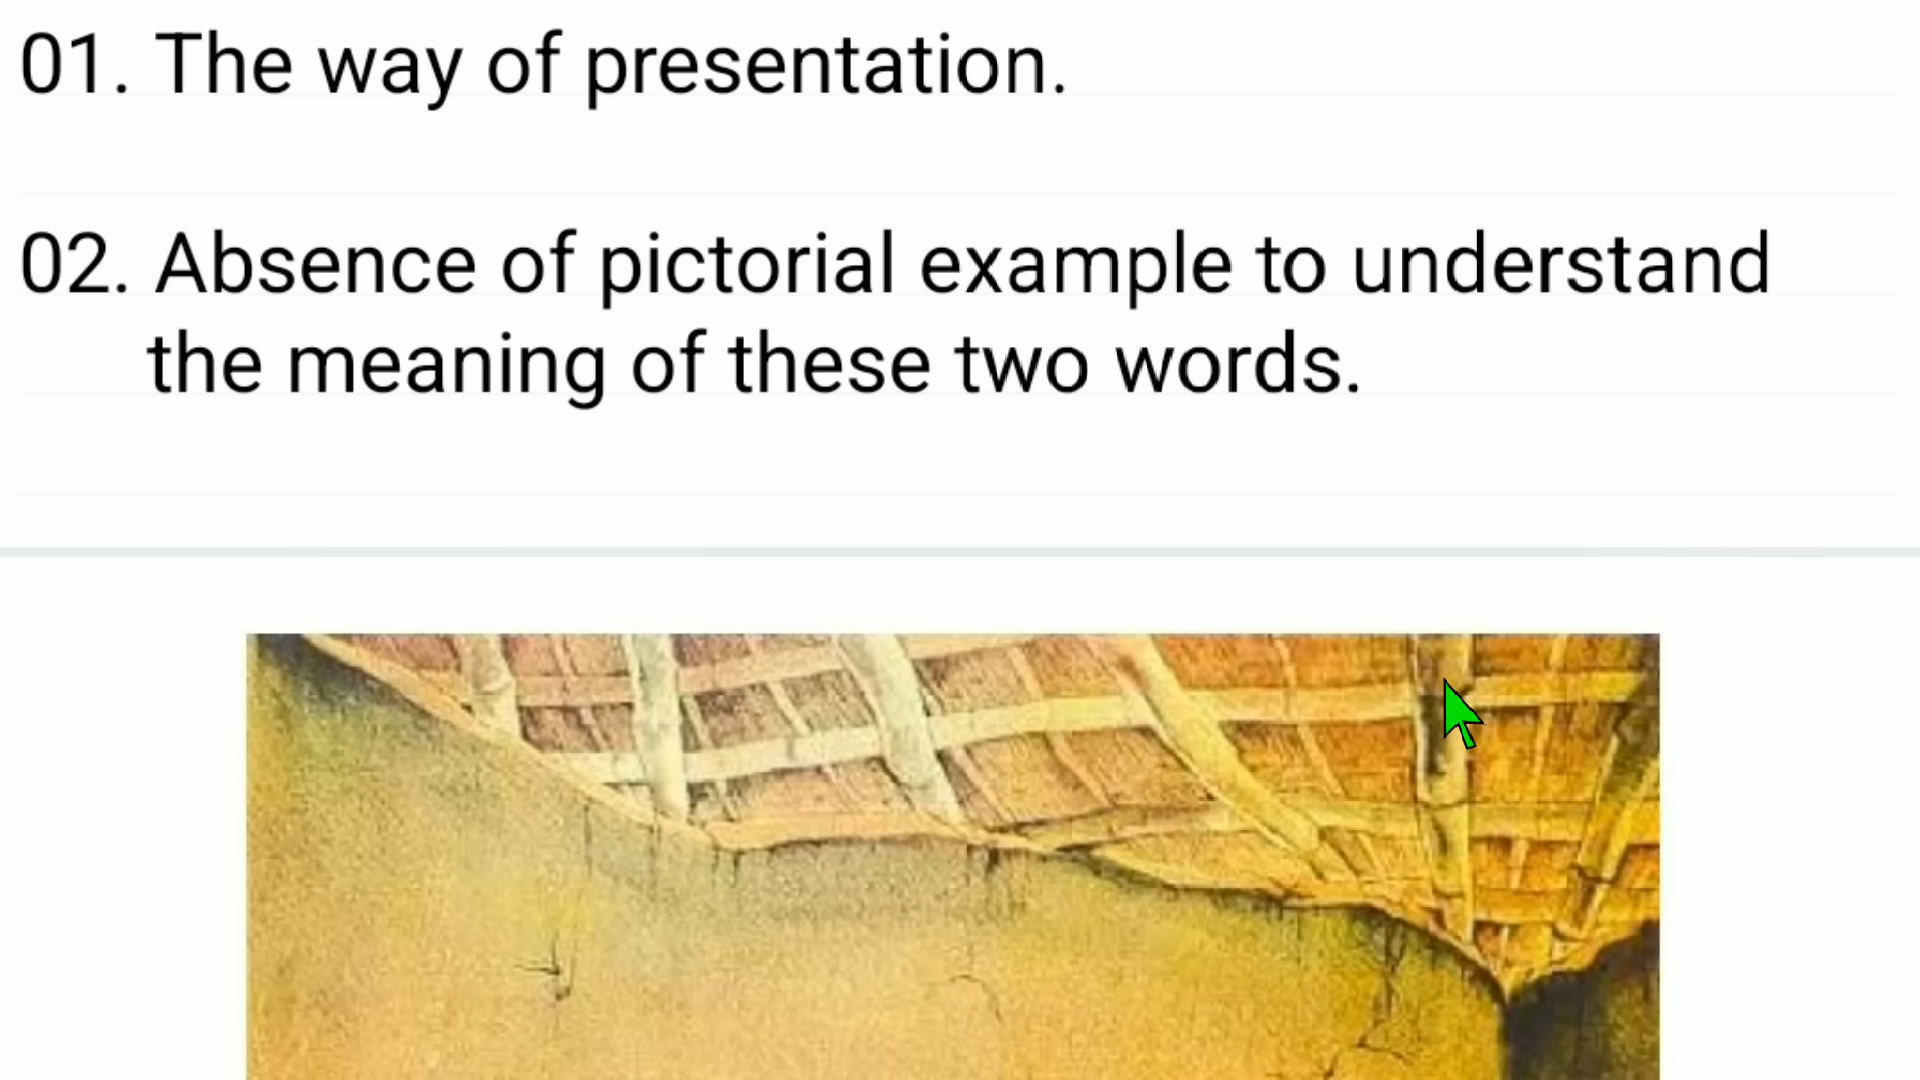 01. The way of presentation.
02. Absence of pictorial example to understand
the meaning of these two words.